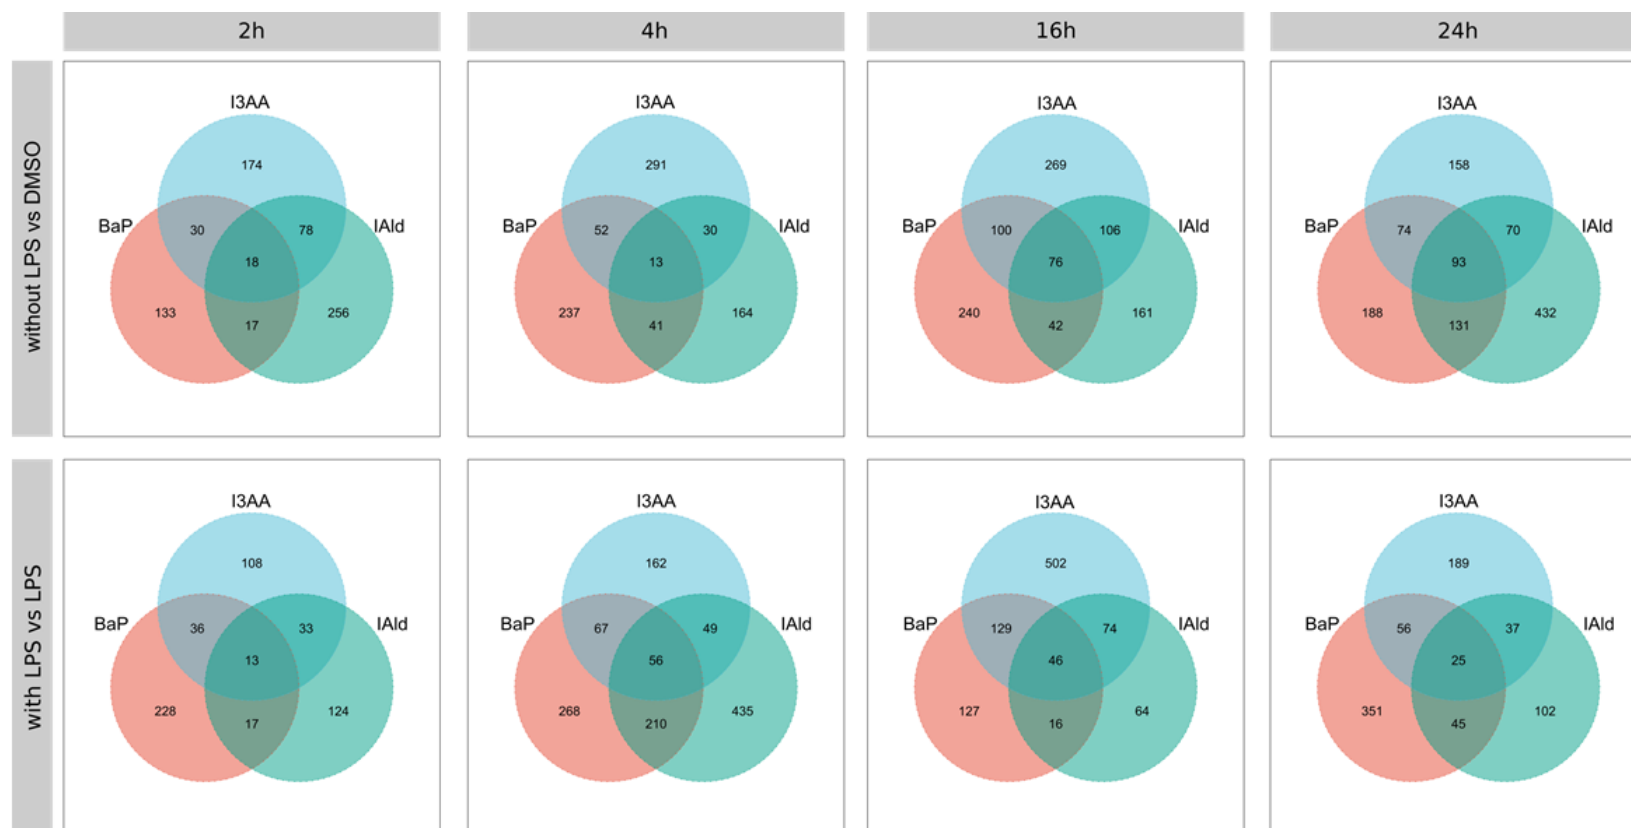 2h
4h
16h
24h
without LPS vs DMSO
I3AA
174
BaP
30
78
IAld
18
133
17
256
I3AA
291
BaP
52
30
IAld
13
237
41
164
I3AA
269
BaP
100
106
IAld
76
240
42
161
I3AA
158
BaP
74
70
IAld
93
188
131
432
with LPS vs LPS
I3AA
108
BaP
36
33
IAld
13
228
17
124
I3AA
162
BaP
67
49
IAld
56
268
210
435
I3AA
502
BaP
129
74
IAld
46
127
16
64
I3AA
189
BaP
56
37
IAld
25
351
45
102